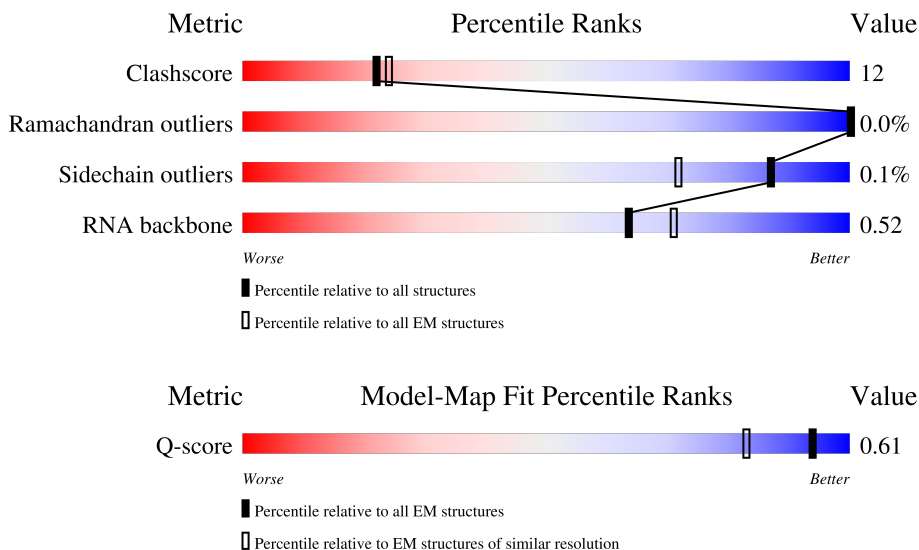 Metric Percentile Ranks Value
Clashscore 12
Ramachandran outliers 0.0%
Sidechain outliers 0.1%
RNA backbone 0.52
Worse Better
Percentile relative to all structures
Percentile relative to all EM structures
Metric Model-Map Fit Percentile Ranks Value
Q-score 0.61
Worse Better
Percentile relative to all EM structures
Percentile relative to EM structures of similar resolution